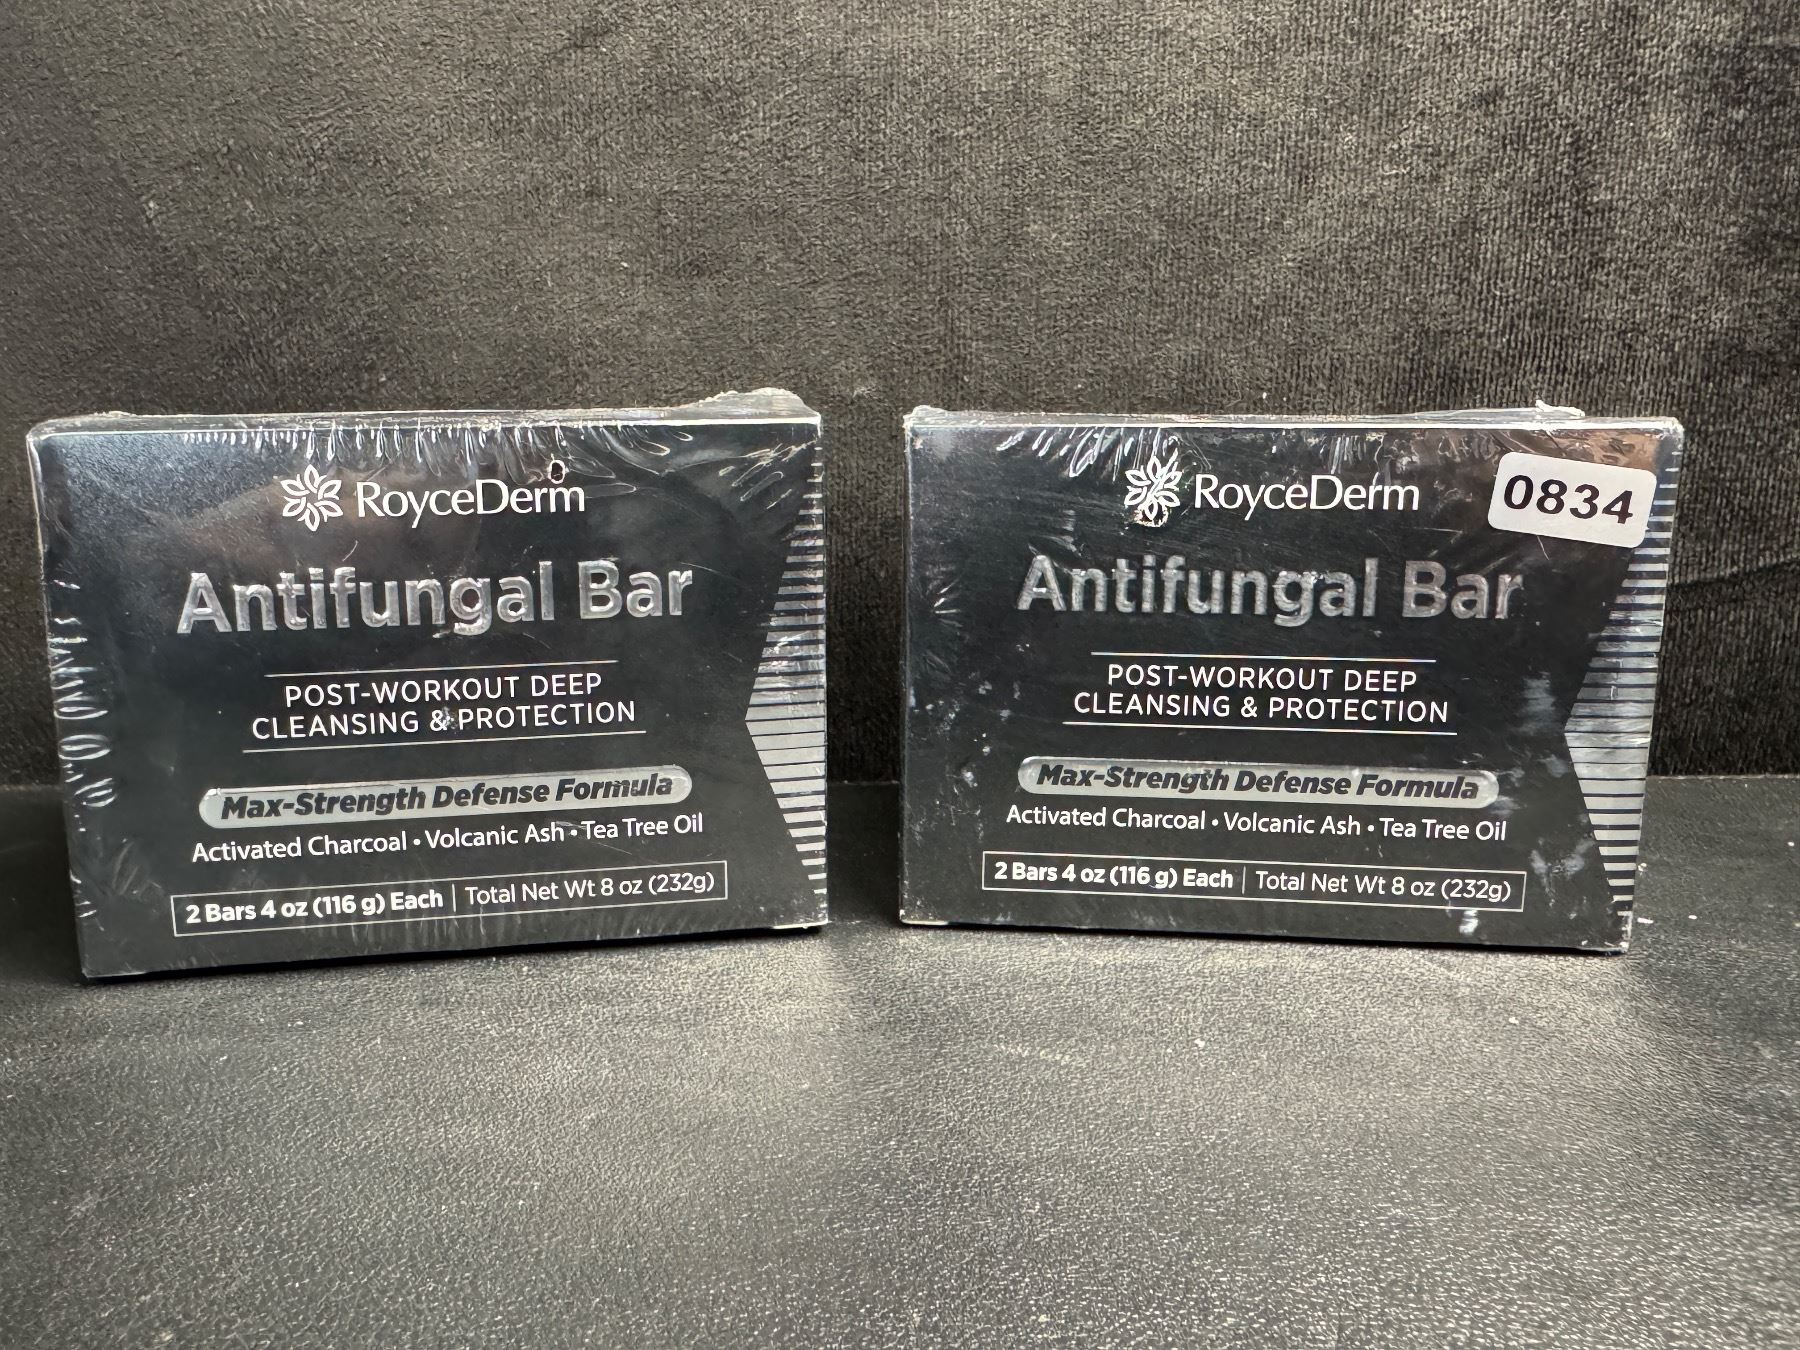 RoyceDerm
Antifungal Bar
POST-WORKOUT DEEP
CLEANSING & PROTECTION
Max-Strength Defense Formula
Activated Charcoal • Volcanic Ash • Tea Tree Oil
2 Bars 4 oz (116 g) Each | Total Net Wt 8 oz (232g)
RoyceDerm
0834
Antifungal Bar
POST-WORKOUT DEEP
CLEANSING & PROTECTION
Max-Strength Defense Formula
Activated Charcoal • Volcanic Ash • Tea Tree Oil
2 Bars 4 oz (116 g) Each | Total Net Wt 8 oz (232g)